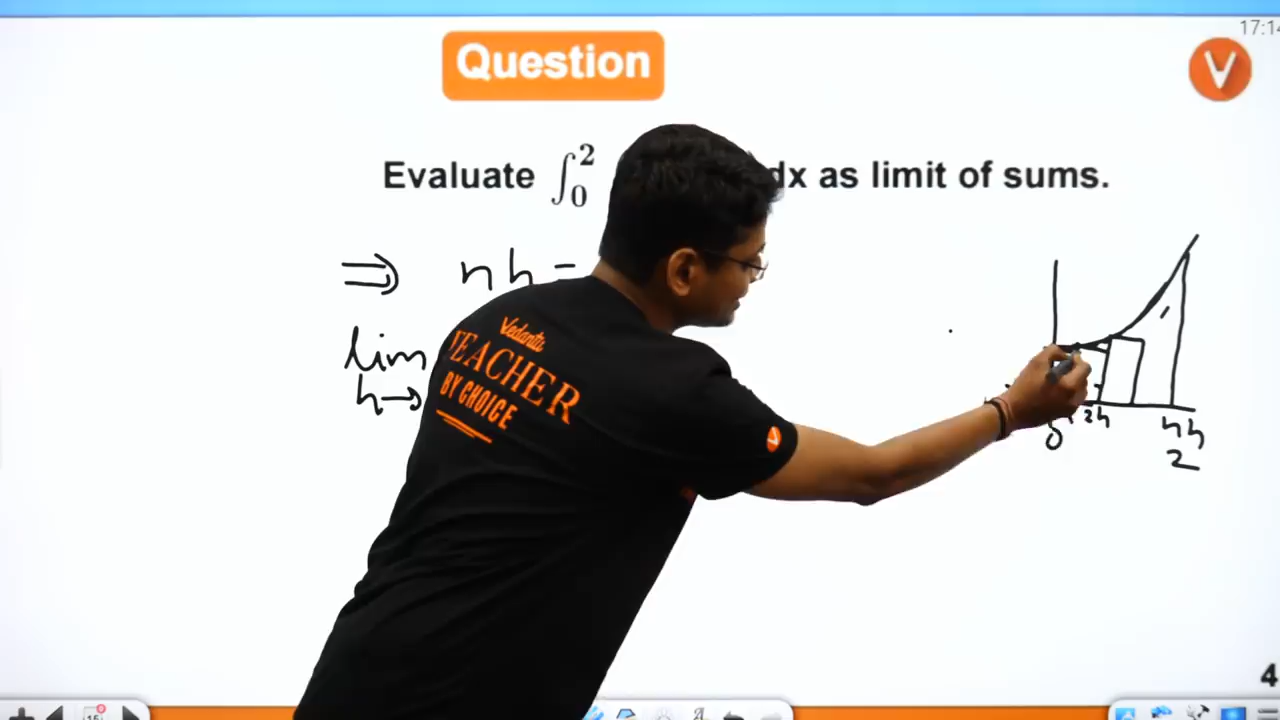 17:14
Question
Evaluate ∫₀² dx as limit of sums.
⇒ nh =
lim
h→
Vedantu
TEACHER
BY CHOICE
0 2h nh
2
4